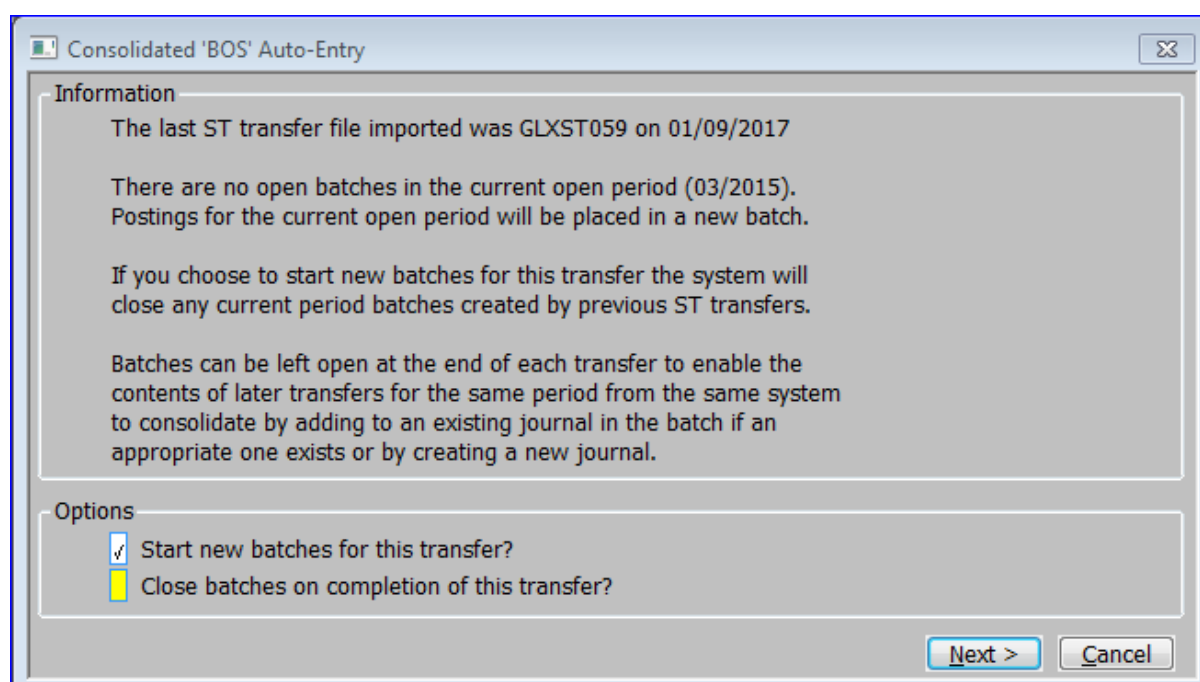 Consolidated 'BOS' Auto-Entry
Information
The last ST transfer file imported was GLXST059 on 01/09/2017
There are no open batches in the current open period (03/2015).
Postings for the current open period will be placed in a new batch.
If you choose to start new batches for this transfer the system will
close any current period batches created by previous ST transfers.
Batches can be left open at the end of each transfer to enable the
contents of later transfers for the same period from the same system
to consolidate by adding to an existing journal in the batch if an
appropriate one exists or by creating a new journal.
Options
Start new batches for this transfer?
Close batches on completion of this transfer?
Next > Cancel